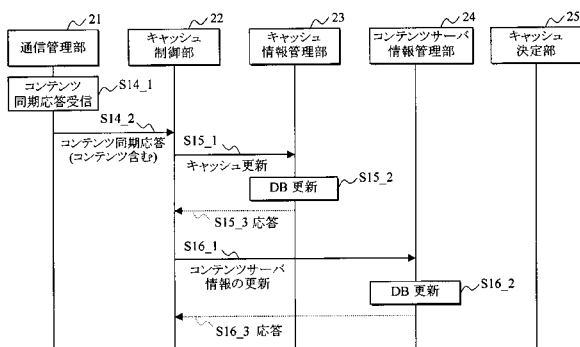 21
22
23
24
25
通信管理部
キャッシュ
制御部
キャッシュ
情報管理部
コンテンツサーバ
情報管理部
キャッシュ
決定部
コンテンツ
同期応答受信
S14_1
S14_2
コンテンツ同期応答
(コンテンツ含む)
S15_1
キャッシュ更新
DB 更新
S15_2
S15_3 応答
S16_1
コンテンツサーバ
情報の更新
DB 更新
S16_2
S16_3 応答